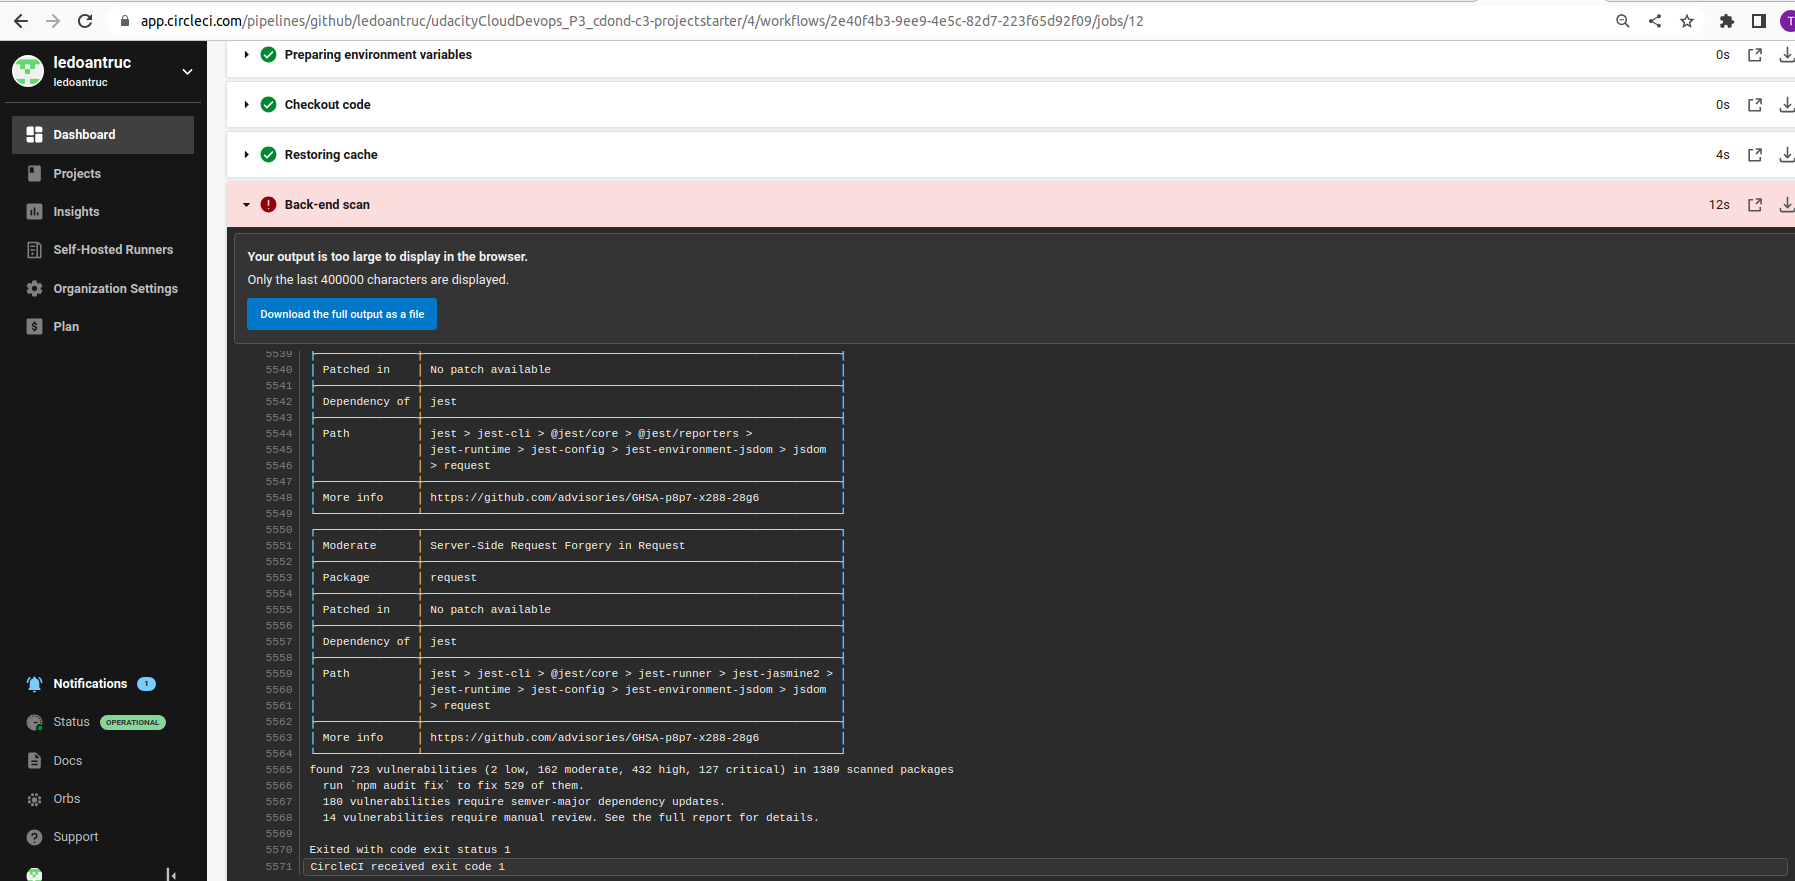 app.circleci.com/pipelines/github/ledoantruc/udacityCloudDevops_P3_cdond-c3-projectstarter/4/workflows/2e40f4b3-9ee9-4e5c-82d7-223f65d92f09/jobs/12
T
ledoantruc
ledoantruc
Dashboard
Projects
Insights
Self-Hosted Runners
Organization Settings
Plan
Notifications 1
Status OPERATIONAL
Docs
Orbs
Support
Preparing environment variables 0s
Checkout code 0s
Restoring cache 4s
Back-end scan 12s
Your output is too large to display in the browser.
Only the last 400000 characters are displayed.
Download the full output as a file
5539
5540 Patched in No patch available
5541
5542 Dependency of jest
5543
5544 Path jest > jest-cli > @jest/core > @jest/reporters >
5545 jest-runtime > jest-config > jest-environment-jsdom > jsdom
5546 > request
5547
5548 More info https://github.com/advisories/GHSA-p8p7-x288-28g6
5549
5550
5551 Moderate Server-Side Request Forgery in Request
5552
5553 Package request
5554
5555 Patched in No patch available
5556
5557 Dependency of jest
5558
5559 Path jest > jest-cli > @jest/core > jest-runner > jest-jasmine2 >
5560 jest-runtime > jest-config > jest-environment-jsdom > jsdom
5561 > request
5562
5563 More info https://github.com/advisories/GHSA-p8p7-x288-28g6
5564
5565 found 723 vulnerabilities (2 low, 162 moderate, 432 high, 127 critical) in 1389 scanned packages
5566 run `npm audit fix` to fix 529 of them.
5567 180 vulnerabilities require semver-major dependency updates.
5568 14 vulnerabilities require manual review. See the full report for details.
5569
5570 Exited with code exit status 1
5571 CircleCI received exit code 1